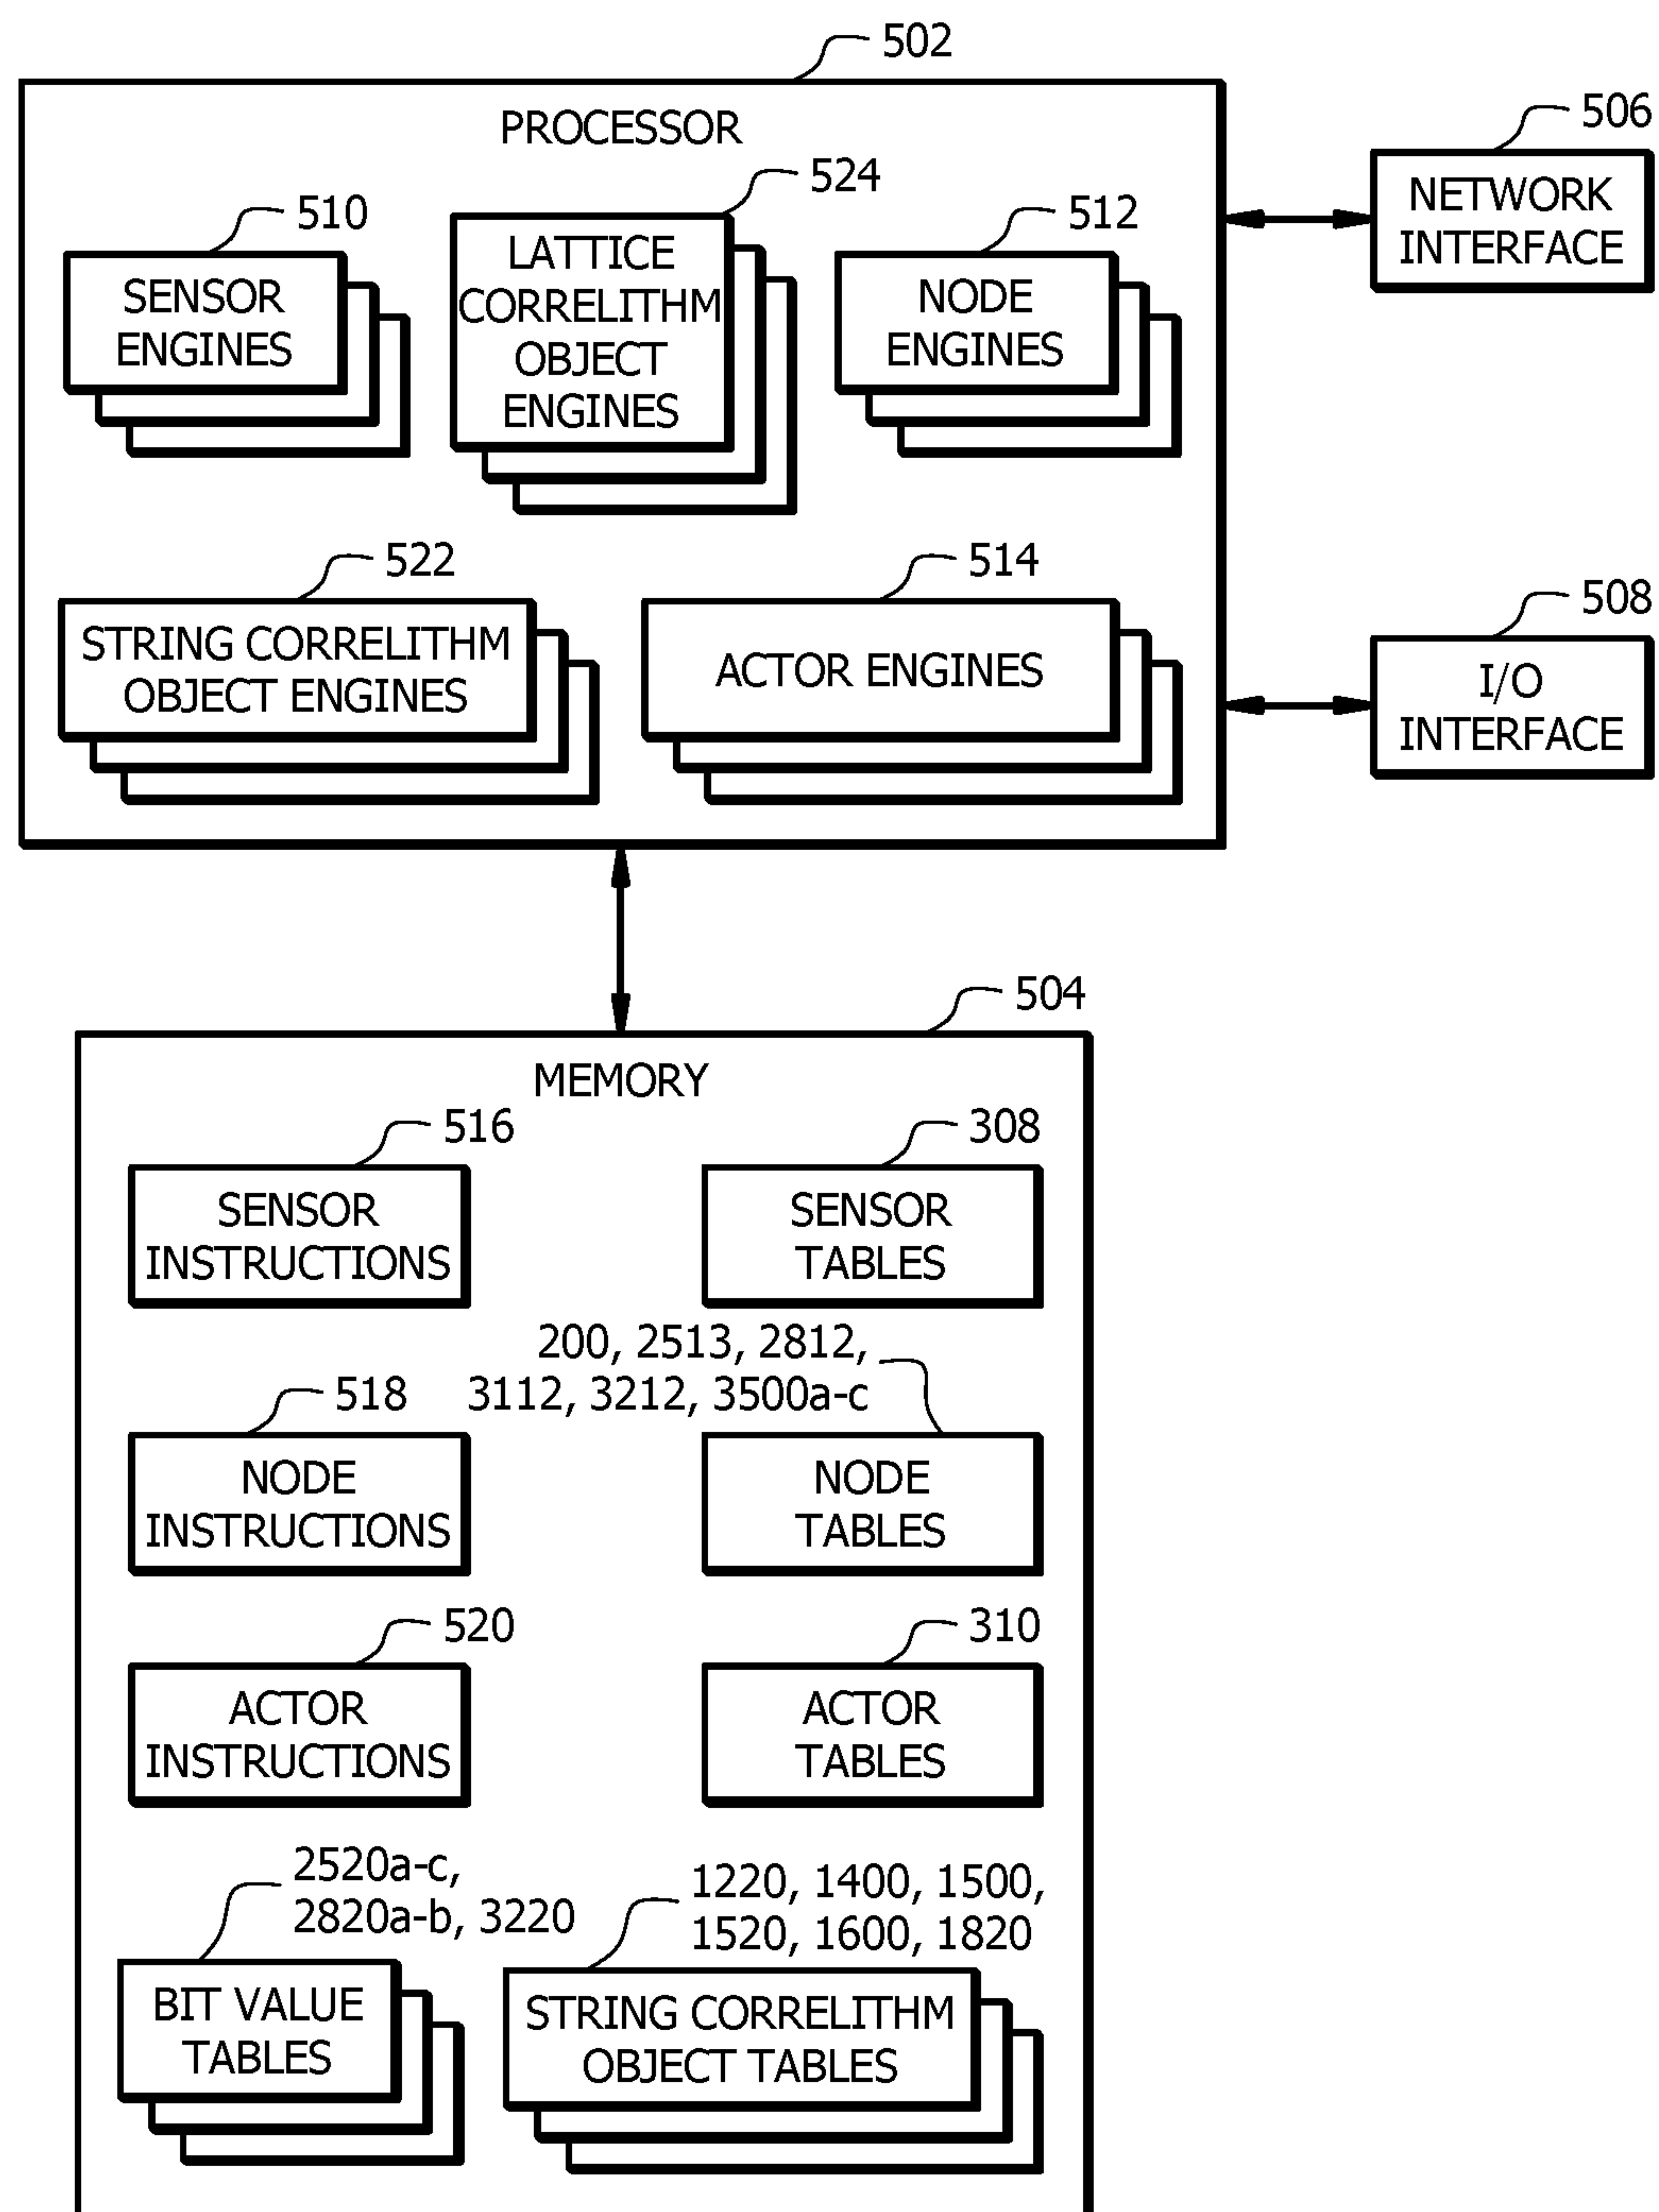 502
PROCESSOR
506
NETWORK
INTERFACE
510
SENSOR
ENGINES
524
LATTICE
CORRELITHM
OBJECT
ENGINES
512
NODE
ENGINES
522
STRING CORRELITHM
OBJECT ENGINES
514
ACTOR ENGINES
508
I/O
INTERFACE
504
MEMORY
516
SENSOR
INSTRUCTIONS
308
SENSOR
TABLES
518
NODE
INSTRUCTIONS
200, 2513, 2812,
3112, 3212, 3500a-c
NODE
TABLES
520
ACTOR
INSTRUCTIONS
310
ACTOR
TABLES
2520a-c,
2820a-b, 3220
BIT VALUE
TABLES
1220, 1400, 1500,
1520, 1600, 1820
STRING CORRELITHM
OBJECT TABLES